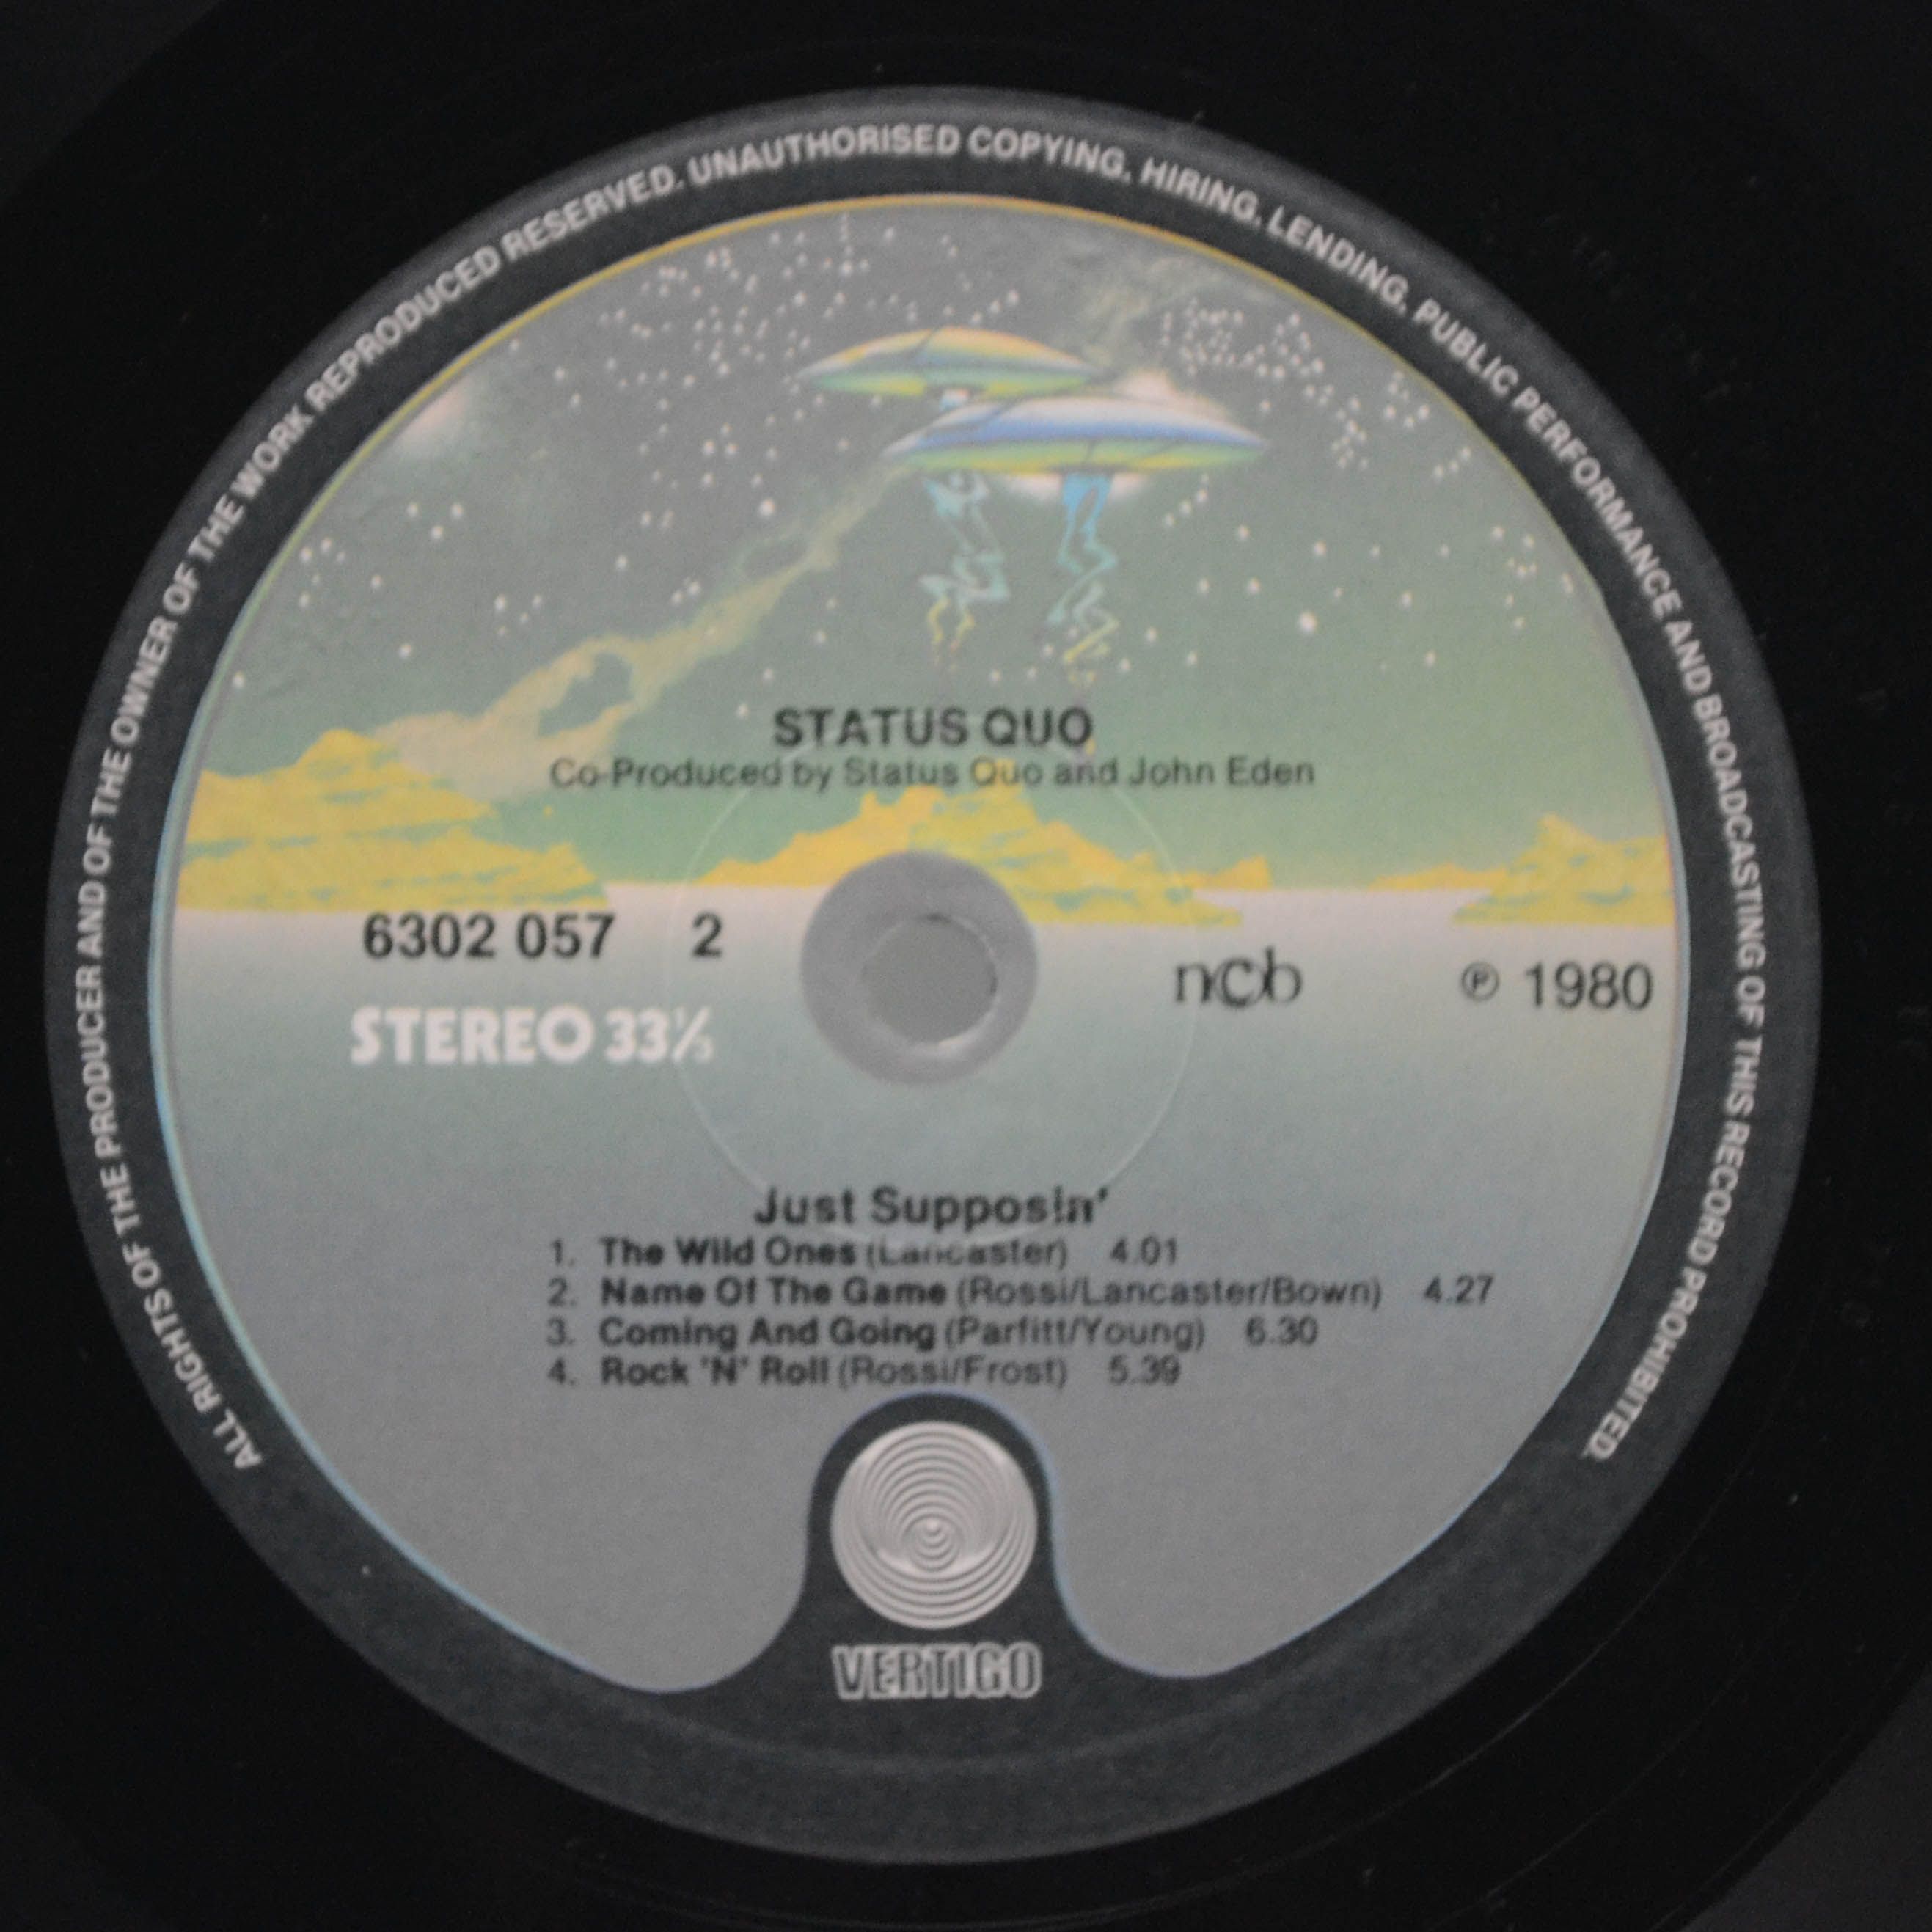 ALL RIGHTS OF THE PRODUCER AND OF THE OWNER OF THE WORK REPRODUCED RESERVED. UNAUTHORISED COPYING, HIRING, LENDING, PUBLIC PERFORMANCE AND BROADCASTING OF THIS RECORD PROHIBITED.
STATUS QUO
Co-Produced by Status Quo and John Eden
6302 057 2
STEREO 33⅓
ncb
℗ 1980
Just Supposin'
1. The Wild Ones (Lancaster) 4.01
2. Name Of The Game (Rossi/Lancaster/Bown) 4.27
3. Coming And Going (Parfitt/Young) 6.30
4. Rock 'N' Roll (Rossi/Frost) 5.39
VERTIGO